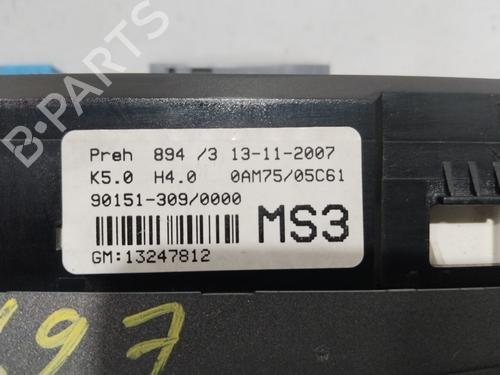 B-PARTS
Preh 894 /3 13-11-2007
K5.0 H4.0 0AM75/05C61
90151-309/0000
MS3
GM:13247812
97